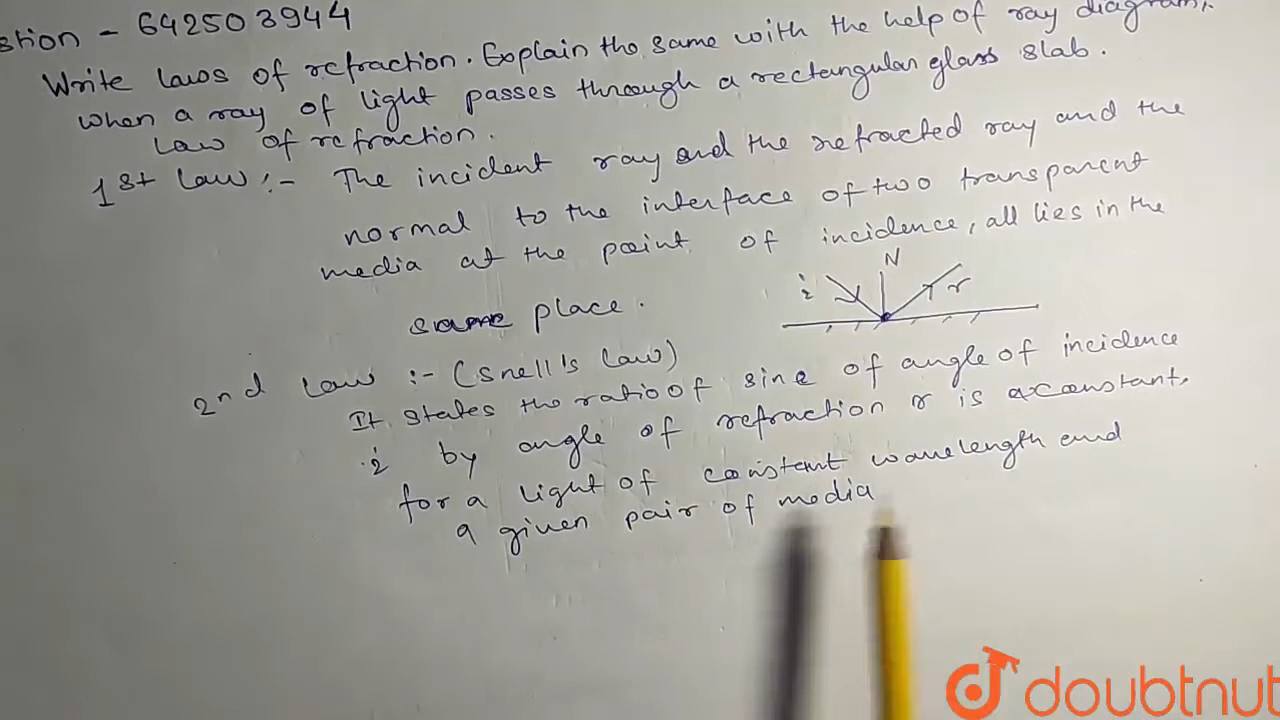 stion - 642503944
Write laws of refraction. Explain the same with the help of ray diagram,
when a ray of light passes through a rectangular glass slab.
Law of refraction.
1st law :- The incident ray and the refracted ray and the
normal to the interface of two transparent
media at the point of incidence, all lies in the
same place.
N
i r
2nd law :- (Snell's law)
It states the ratio of sine of angle of incidence
i by angle of refraction r is a constant,
for a light of constant wavelength and
a given pair of media
doubtnut